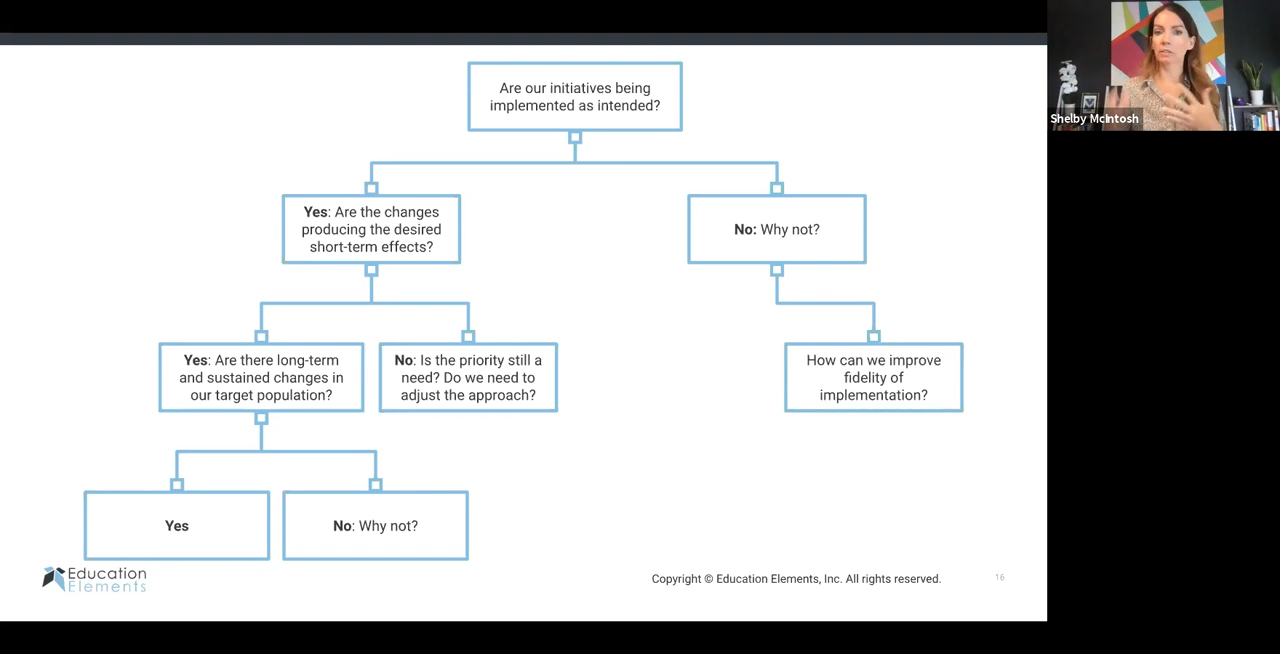 Are our initiatives being
implemented as intended?
Yes: Are the changes
producing the desired
short-term effects?
No: Why not?
Yes: Are there long-term
and sustained changes in
our target population?
No: Is the priority still a
need? Do we need to
adjust the approach?
How can we improve
fidelity of
implementation?
Yes
No: Why not?
Education
Elements
Copyright © Education Elements, Inc. All rights reserved.
16
Shelby McIntosh